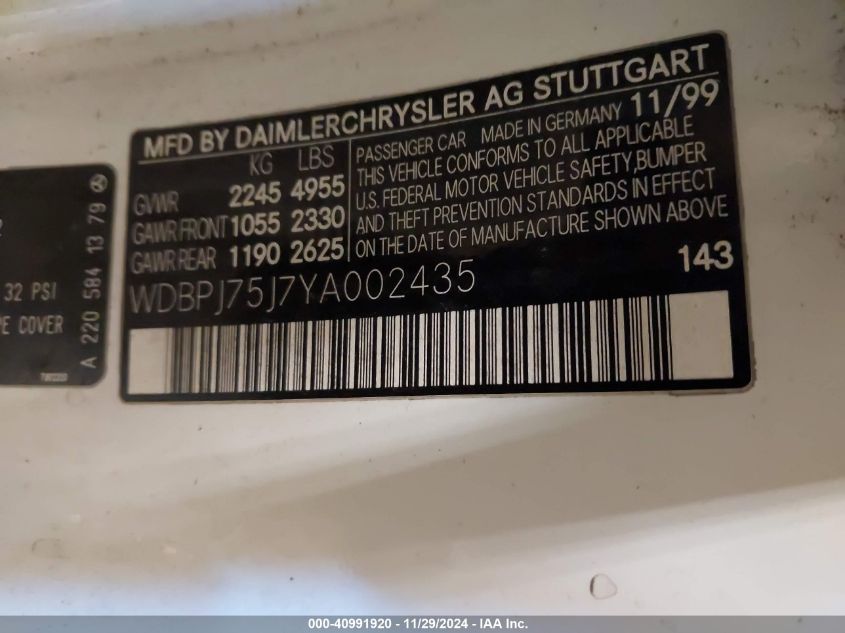 MFD BY DAIMLERCHRYSLER AG STUTTGART
KG LBS
GVWR 2245 4955
GAWR FRONT 1055 2330
GAWR REAR 1190 2625
PASSENGER CAR MADE IN GERMANY 11/99
THIS VEHICLE CONFORMS TO ALL APPLICABLE
U.S. FEDERAL MOTOR VEHICLE SAFETY, BUMPER
AND THEFT PREVENTION STANDARDS IN EFFECT
ON THE DATE OF MANUFACTURE SHOWN ABOVE
WDBPJ75J7YA002435
143
32 PSI
COVER
A 220 584 13 79
000-40991920 - 11/29/2024 - IAA Inc.